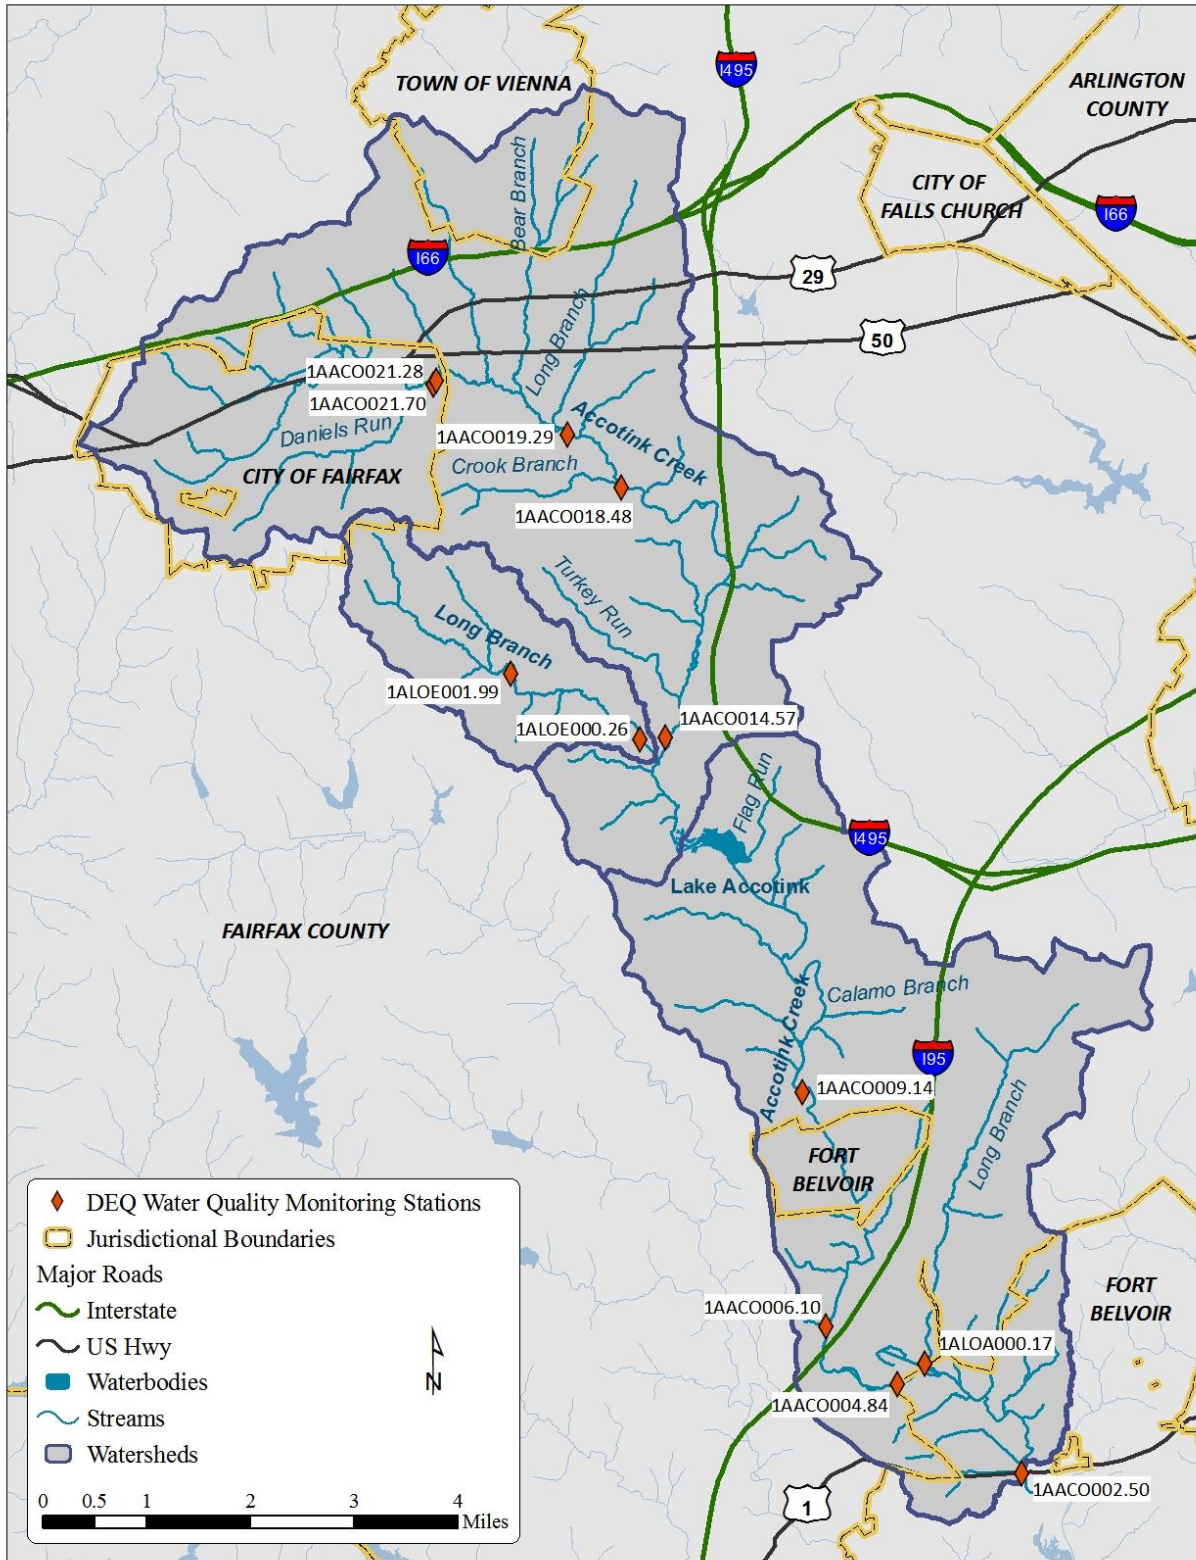 TOWN OF VIENNA
I495
ARLINGTON
COUNTY
CITY OF
FALLS CHURCH
I66
Bear Branch
I66
29
50
Long Branch
1AACO021.28
1AACO021.70
Daniels Run
1AACO019.29
Accotink Creek
CITY OF FAIRFAX
Crook Branch
1AACO018.48
Turkey Run
Long Branch
1ALOE001.99
1ALOE000.26
1AACO014.57
Flag Run
I495
Lake Accotink
FAIRFAX COUNTY
Calamo Branch
Accotink Creek
I95
1AACO009.14
Long Branch
FORT
BELVOIR
FORT
BELVOIR
1AACO006.10
1ALOA000.17
1AACO004.84
1AACO002.50
1
DEQ Water Quality Monitoring Stations
Jurisdictional Boundaries
Major Roads
Interstate
US Hwy
Waterbodies
Streams
Watersheds
N
0 0.5 1 2 3 4
Miles